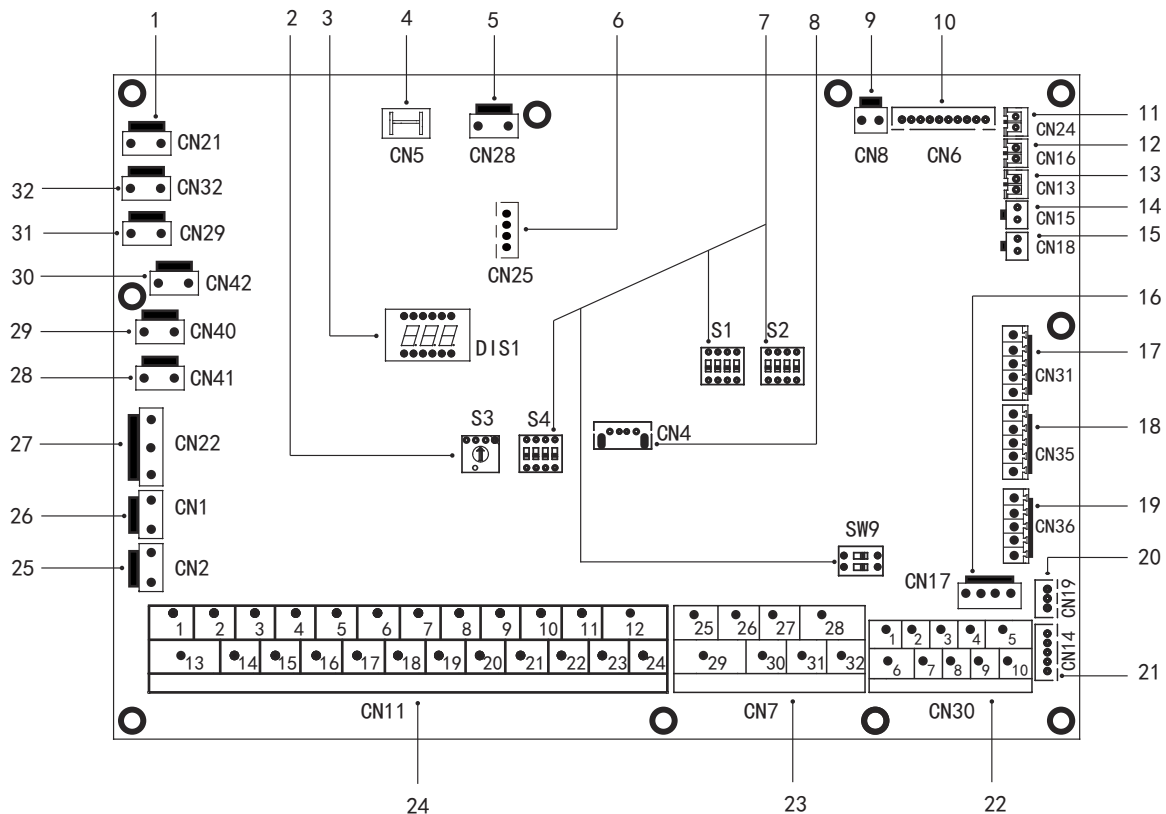 1 2 3 4 5 6 7 8 9 10
CN5 CN28 CN8 CN6
CN21
CN24 11
CN16 12
CN13 13
CN15 14
CN18 15
32 CN32
31 CN29
CN25
30 CN42
16
29 CN40
DIS1
S1 S2
CN31 17
28 CN41
S3 S4
CN4
CN35 18
27 CN22
26 CN1
CN36 19
SW9
25 CN2
CN17
CN19 20
1 2 3 4 5 6 7 8 9 10 11 12
25 26 27 28
1 2 3 4 5
13 14 15 16 17 18 19 20 21 22 23 24
29 30 31 32
6 7 8 9 10
CN14 21
CN11 CN7 CN30
24 23 22